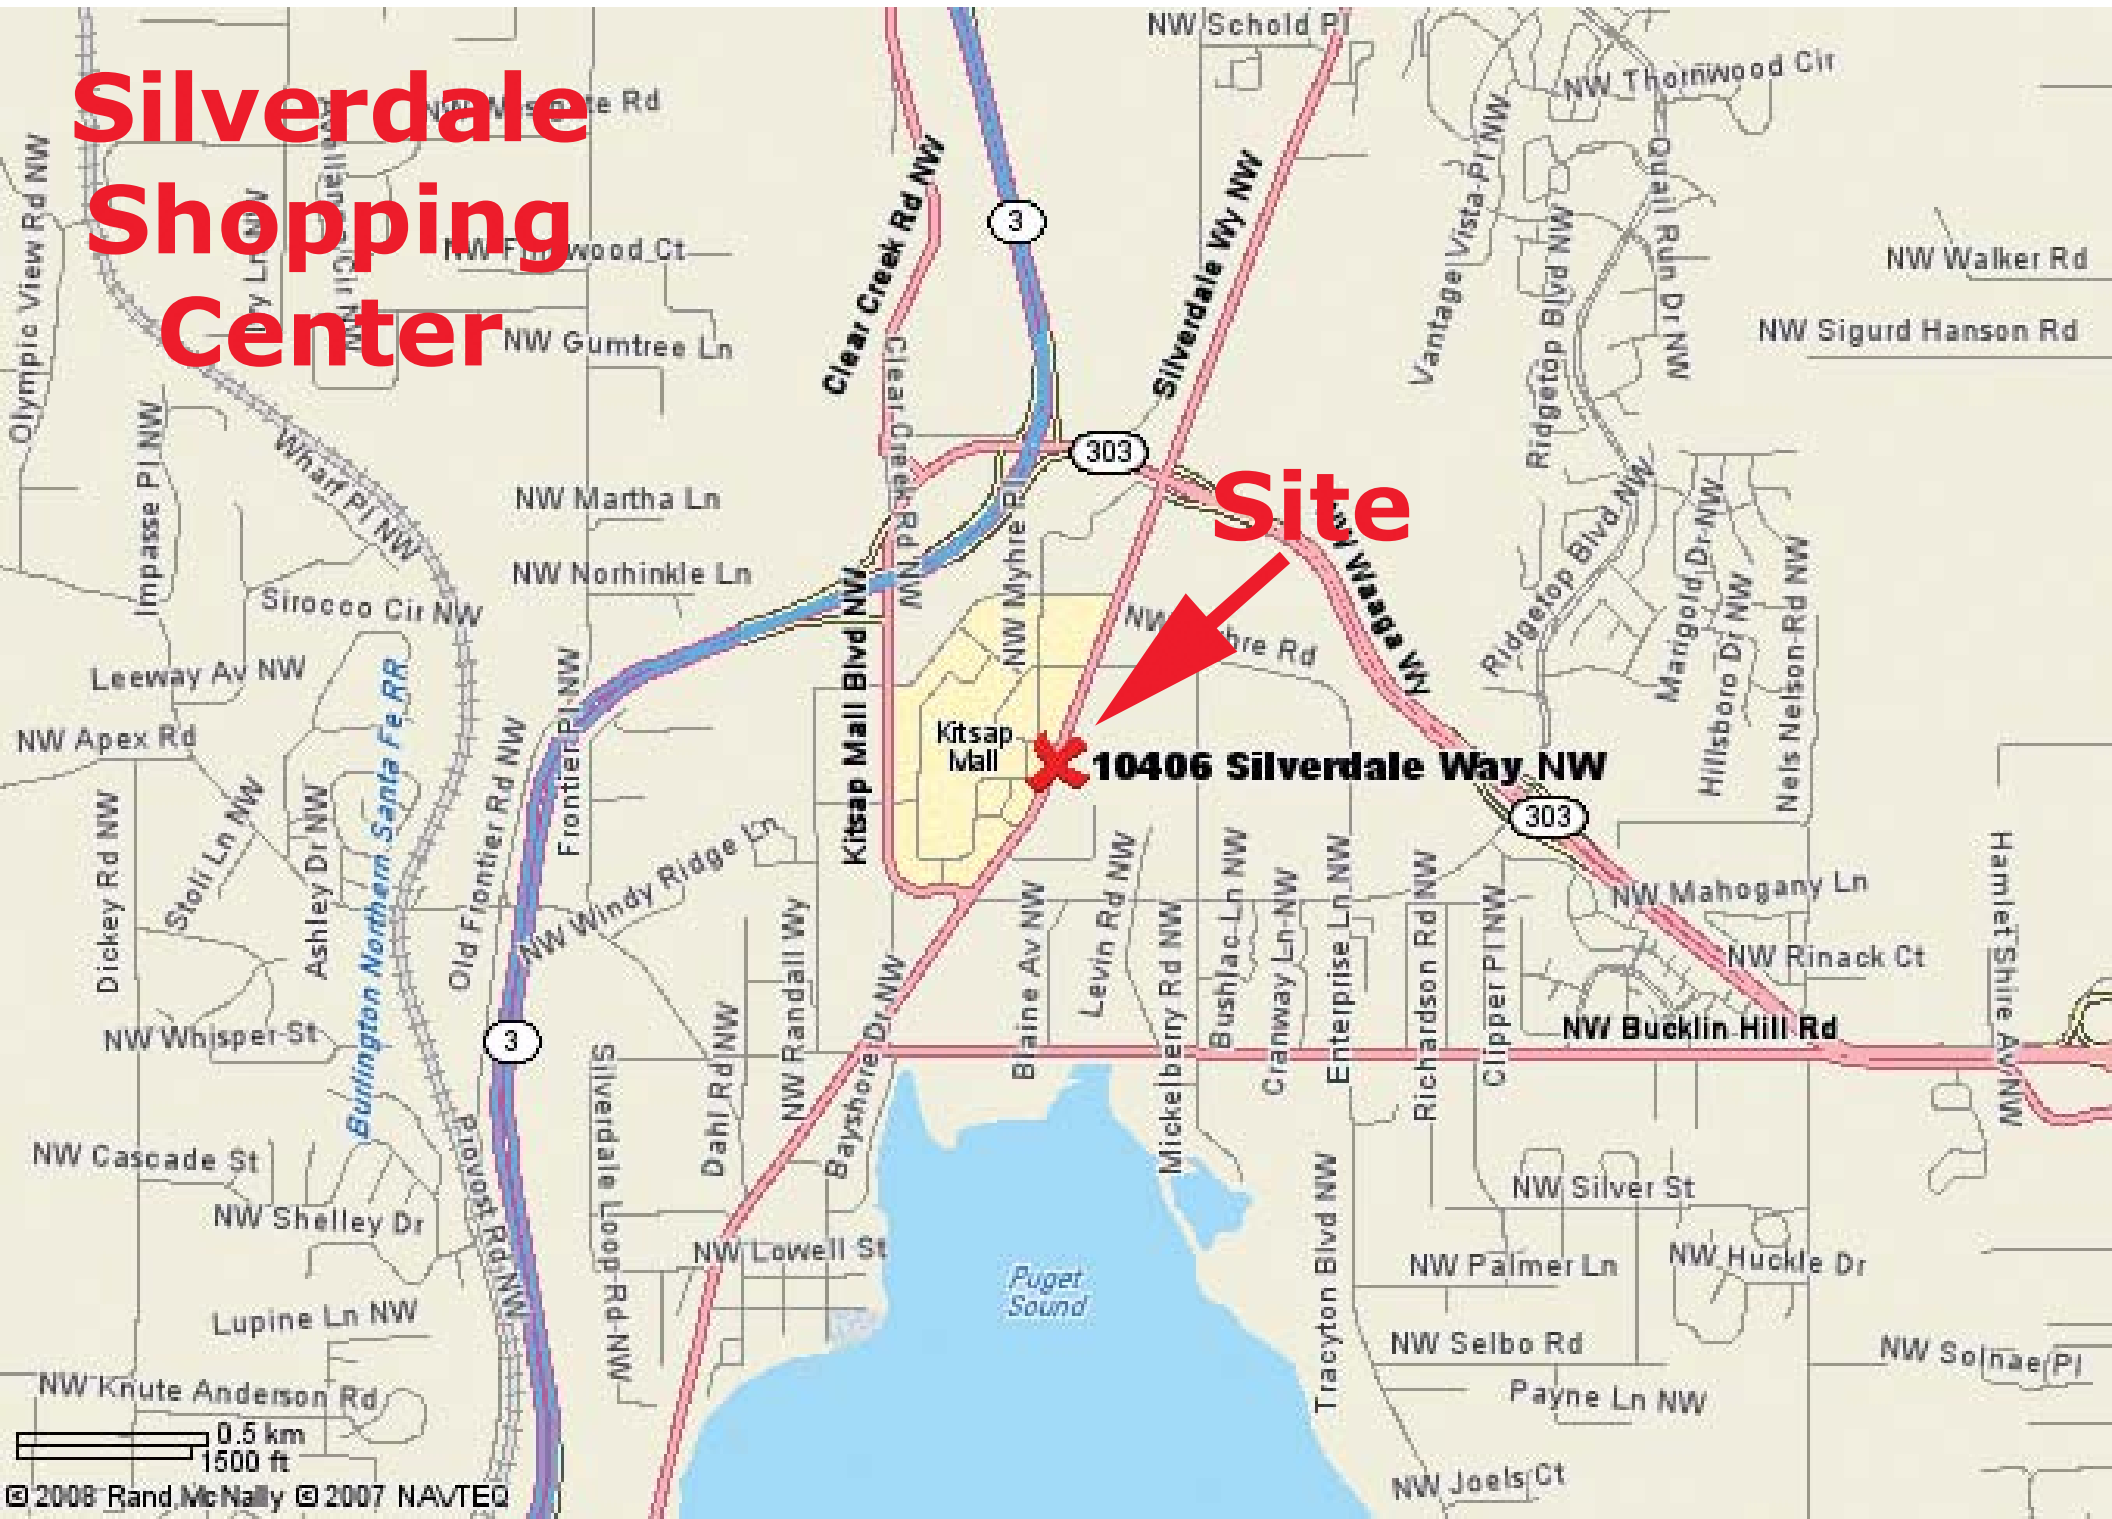 Silverdale
Shopping
Center
Site
10406 Silverdale Way NW
Kitsap
Mall
NW Schold Pl
NW Thornwood Cir
Quail Run Dr NW
Vantage Vista Pl NW
Ridgetop Blvd NW
NW Walker Rd
NW Sigurd Hanson Rd
Olympic View Rd NW
Clear Creek Rd NW
3
Silverdale Wy NW
NW Gumtree Ln
Clear Creek Rd NW
303
Wharf Pl NW
Impasse Pl NW
NW Martha Ln
NW Norhinkle Ln
NW Myhre Pl
NW Waaga Wy
Ridgetop Blvd NW
Marigold Dr NW
Hillsboro Dr NW
Nels Nelson Rd NW
Sirocco Cir NW
Leeway Av NW
NW Apex Rd
Burlington Northern Santa Fe RR
Frontier Pl NW
Old Frontier Rd NW
Kitsap Mall Blvd NW
303
Dickey Rd NW
Stoli Ln NW
Ashley Dr NW
NW Windy Ridge Ln
NW Randall Wy
Blaine Av NW
Levin Rd NW
Mickelberry Rd NW
Bushlac Ln NW
Cranway Ln NW
Enterprise Ln NW
Richardson Rd NW
Clipper Pl NW
NW Mahogany Ln
NW Rinack Ct
Hamlet Shire Av NW
NW Bucklin Hill Rd
NW Whisper St
3
Silverdale Loop Rd NW
Dahl Rd NW
Bayshore Dr NW
Provost Rd NW
NW Cascade St
NW Shelley Dr
NW Lowell St
Puget
Sound
Tracyton Blvd NW
NW Silver St
NW Palmer Ln
NW Huckle Dr
Lupine Ln NW
NW Selbo Rd
NW Solnae Pl
NW Knute Anderson Rd
Payne Ln NW
0.5 km
1500 ft
NW Joels Ct
© 2008 Rand McNally © 2007 NAVTEQ